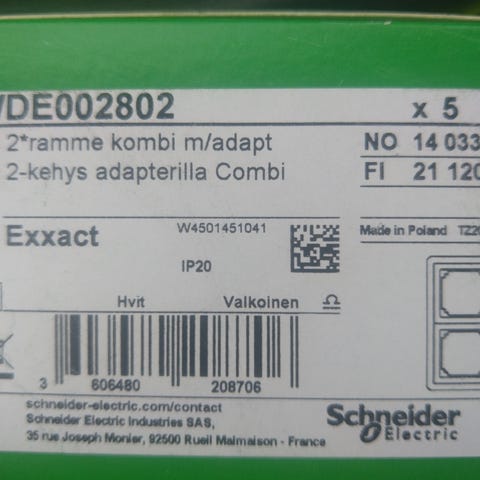 WDE002802 x 5
2*ramme kombi m/adapt NO 14 033
2-kehys adapterilla Combi FI 21 120
Exxact W4501451041 Made in Poland TZ20
IP20
Hvit Valkoinen
3 606480 208706
schneider-electric.com/contact
Schneider Electric Industries SAS,
35 rue Joseph Monier, 92500 Rueil Malmaison - France
Schneider
Electric